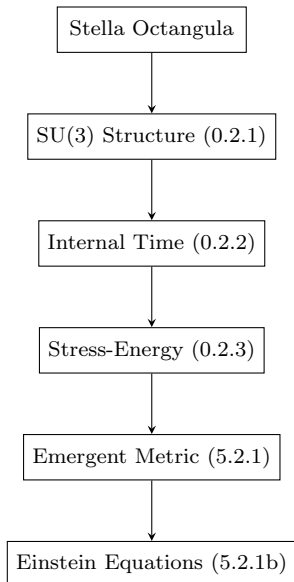 Stella Octangula
SU(3) Structure (0.2.1)
Internal Time (0.2.2)
Stress-Energy (0.2.3)
Emergent Metric (5.2.1)
Einstein Equations (5.2.1b)